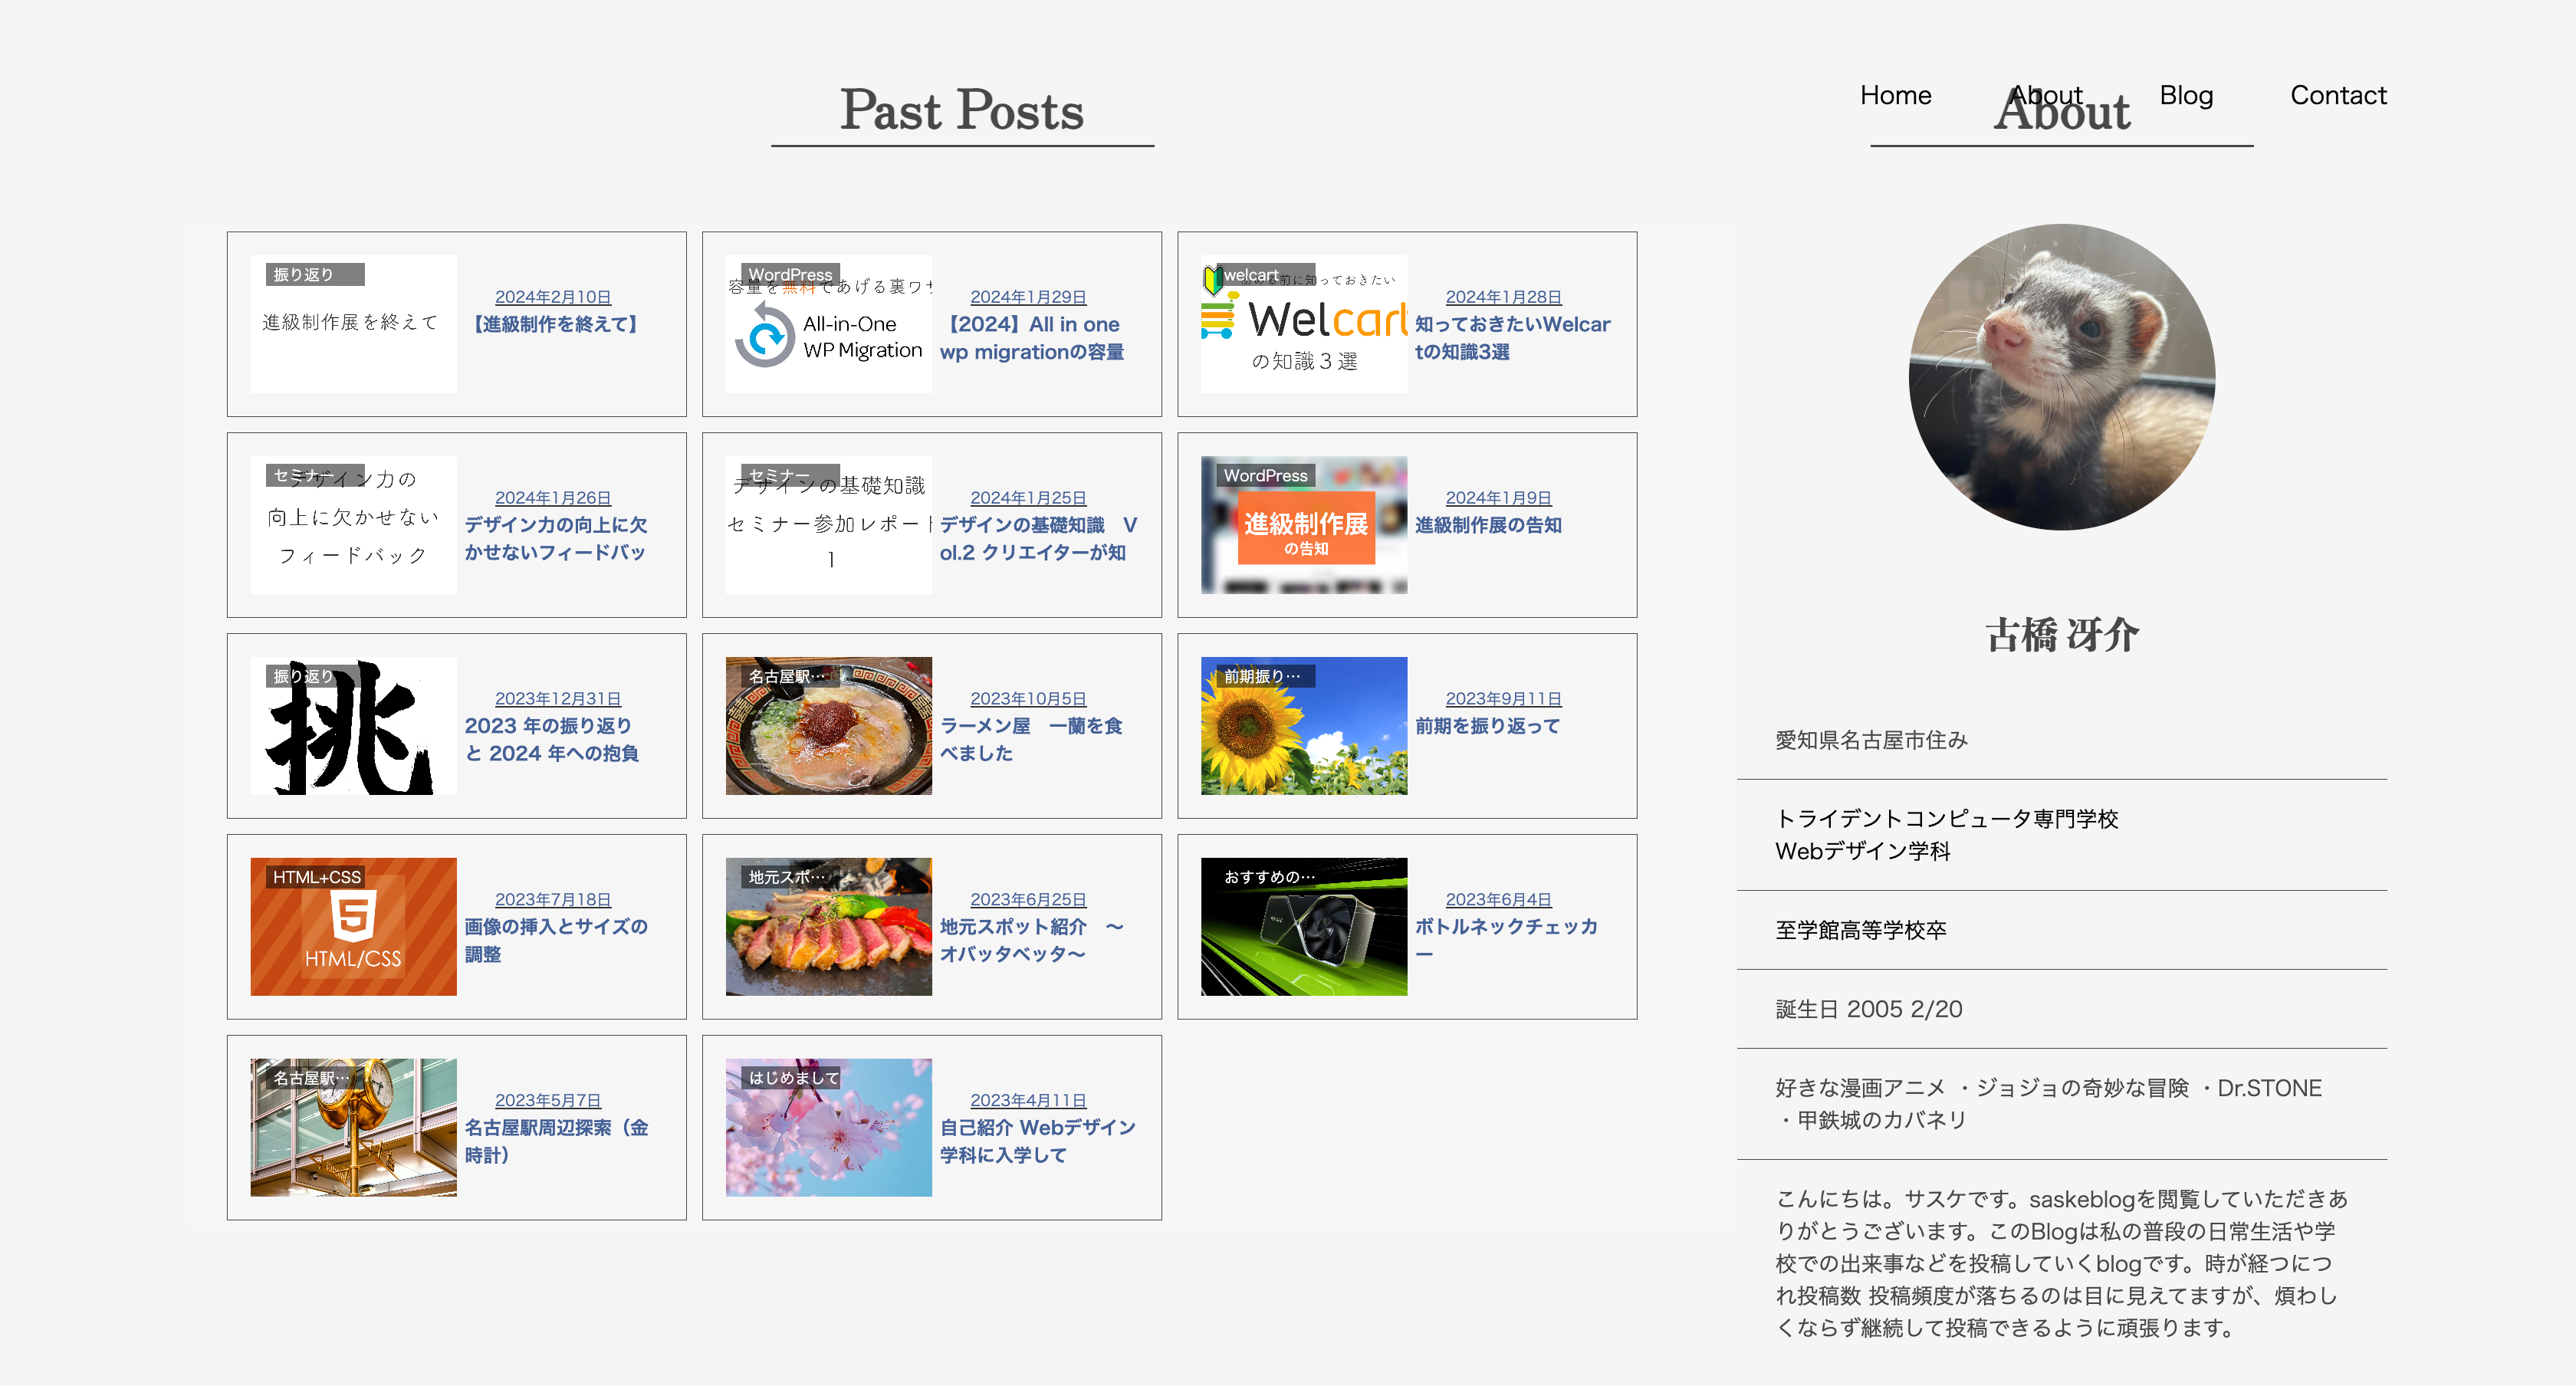 Home About Blog Contact
Past Posts
振り返り
進級制作展を終えて
2024年2月10日
【進級制作を終えて】
WordPress
容量を無料であげる裏ワザ
All-in-One
WP Migration
2024年1月29日
【2024】All in one
wp migrationの容量
welcart
める前に知っておきたい
Welcart
の知識３選
2024年1月28日
知っておきたいWelcar
tの知識3選
セミナー
デザイン力の
向上に欠かせない
フィードバック
2024年1月26日
デザイン力の向上に欠
かせないフィードバッ
セミナー
デザインの基礎知識
セミナー参加レポート
1
2024年1月25日
デザインの基礎知識　V
ol.2 クリエイターが知
WordPress
進級制作展
の告知
2024年1月9日
進級制作展の告知
振り返り
挑
2023年12月31日
2023 年の振り返り
と 2024 年への抱負
名古屋駅…
2023年10月5日
ラーメン屋　一蘭を食
べました
前期振り…
2023年9月11日
前期を振り返って
HTML+CSS
5
HTML/CSS
2023年7月18日
画像の挿入とサイズの
調整
地元スポ…
2023年6月25日
地元スポット紹介　〜
オバッタベッタ〜
おすすめの…
2023年6月4日
ボトルネックチェッカ
ー
名古屋駅…
2023年5月7日
名古屋駅周辺探索（金
時計）
はじめまして
2023年4月11日
自己紹介 Webデザイン
学科に入学して
About
古橋 冴介
愛知県名古屋市住み
トライデントコンピュータ専門学校
Webデザイン学科
至学館高等学校卒
誕生日 2005 2/20
好きな漫画アニメ ・ジョジョの奇妙な冒険 ・Dr.STONE
・甲鉄城のカバネリ
こんにちは。サスケです。saskeblogを閲覧していただきあ
りがとうございます。このBlogは私の普段の日常生活や学
校での出来事などを投稿していくblogです。時が経つにつ
れ投稿数 投稿頻度が落ちるのは目に見えてますが、煩わし
くならず継続して投稿できるように頑張ります。